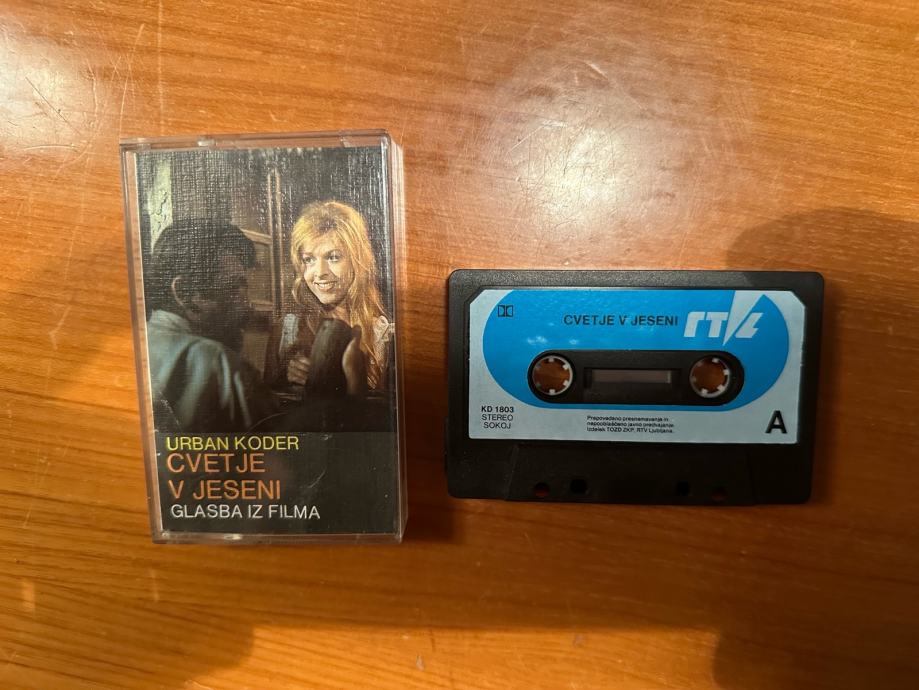 URBAN KODER
CVETJE
V JESENI
GLASBA IZ FILMA
CVETJE V JESENI
RTVL
KD 1803
STEREO
SOKOJ
Prepovedano presnemavanje in
nepooblaščeno javno predvajanje.
Izdelek TOZD ZKP, RTV Ljubljana.
A